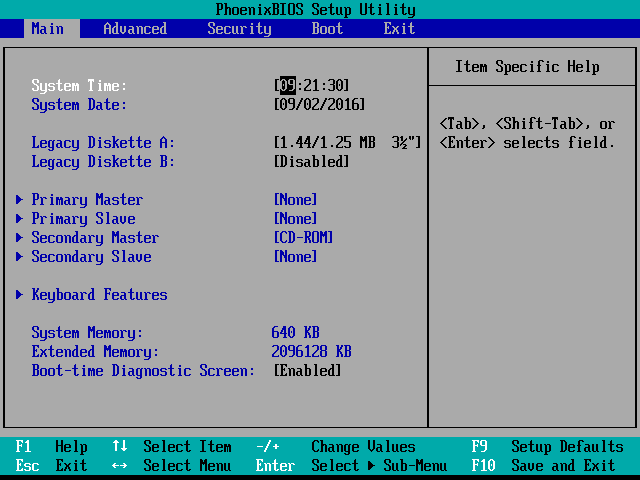 PhoenixBIOS Setup Utility
Main Advanced Security Boot Exit
Item Specific Help
System Time: [09:21:30]
System Date: [09/02/2016]
<Tab>, <Shift-Tab>, or
<Enter> selects field.
Legacy Diskette A: [1.44/1.25 MB 3½"]
Legacy Diskette B: [Disabled]
Primary Master [None]
Primary Slave [None]
Secondary Master [CD-ROM]
Secondary Slave [None]
Keyboard Features
System Memory: 640 KB
Extended Memory: 2096128 KB
Boot-time Diagnostic Screen: [Enabled]
F1 Help ↑↓ Select Item -/+ Change Values F9 Setup Defaults
Esc Exit ↔ Select Menu Enter Select ▶ Sub-Menu F10 Save and Exit